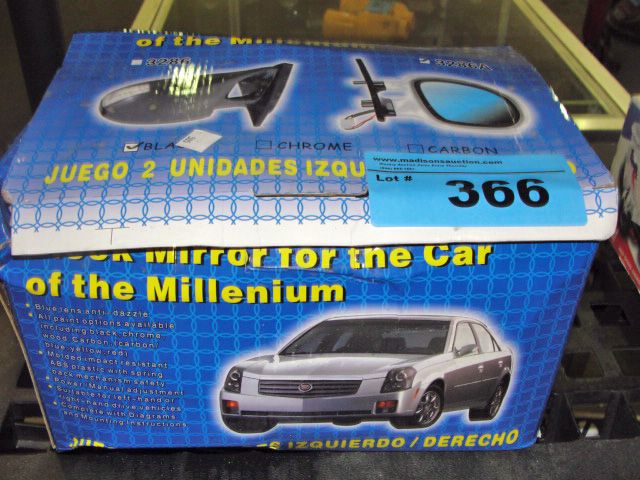 of the Millenium
3286
3286A
BLA
CHROME
CARBON
JUEGO 2 UNIDADES IZQU
www.madisonsauction.com
Lot #
366
Mirror for the Car
of the Millenium
Blue lens anti-dazzle
All paint options available
including black, chrome,
wood Carbon, (carbon/
blue,yellow,red)
Molded impact resistant
ABS plastic with spring
back mechanism safety
Power/Manual adjustment
Suitable for left-hand or
right-hand drive vehicles
Complete with Diagrams
and Mounting Instructions
ES IZQUIERDO / DERECHO